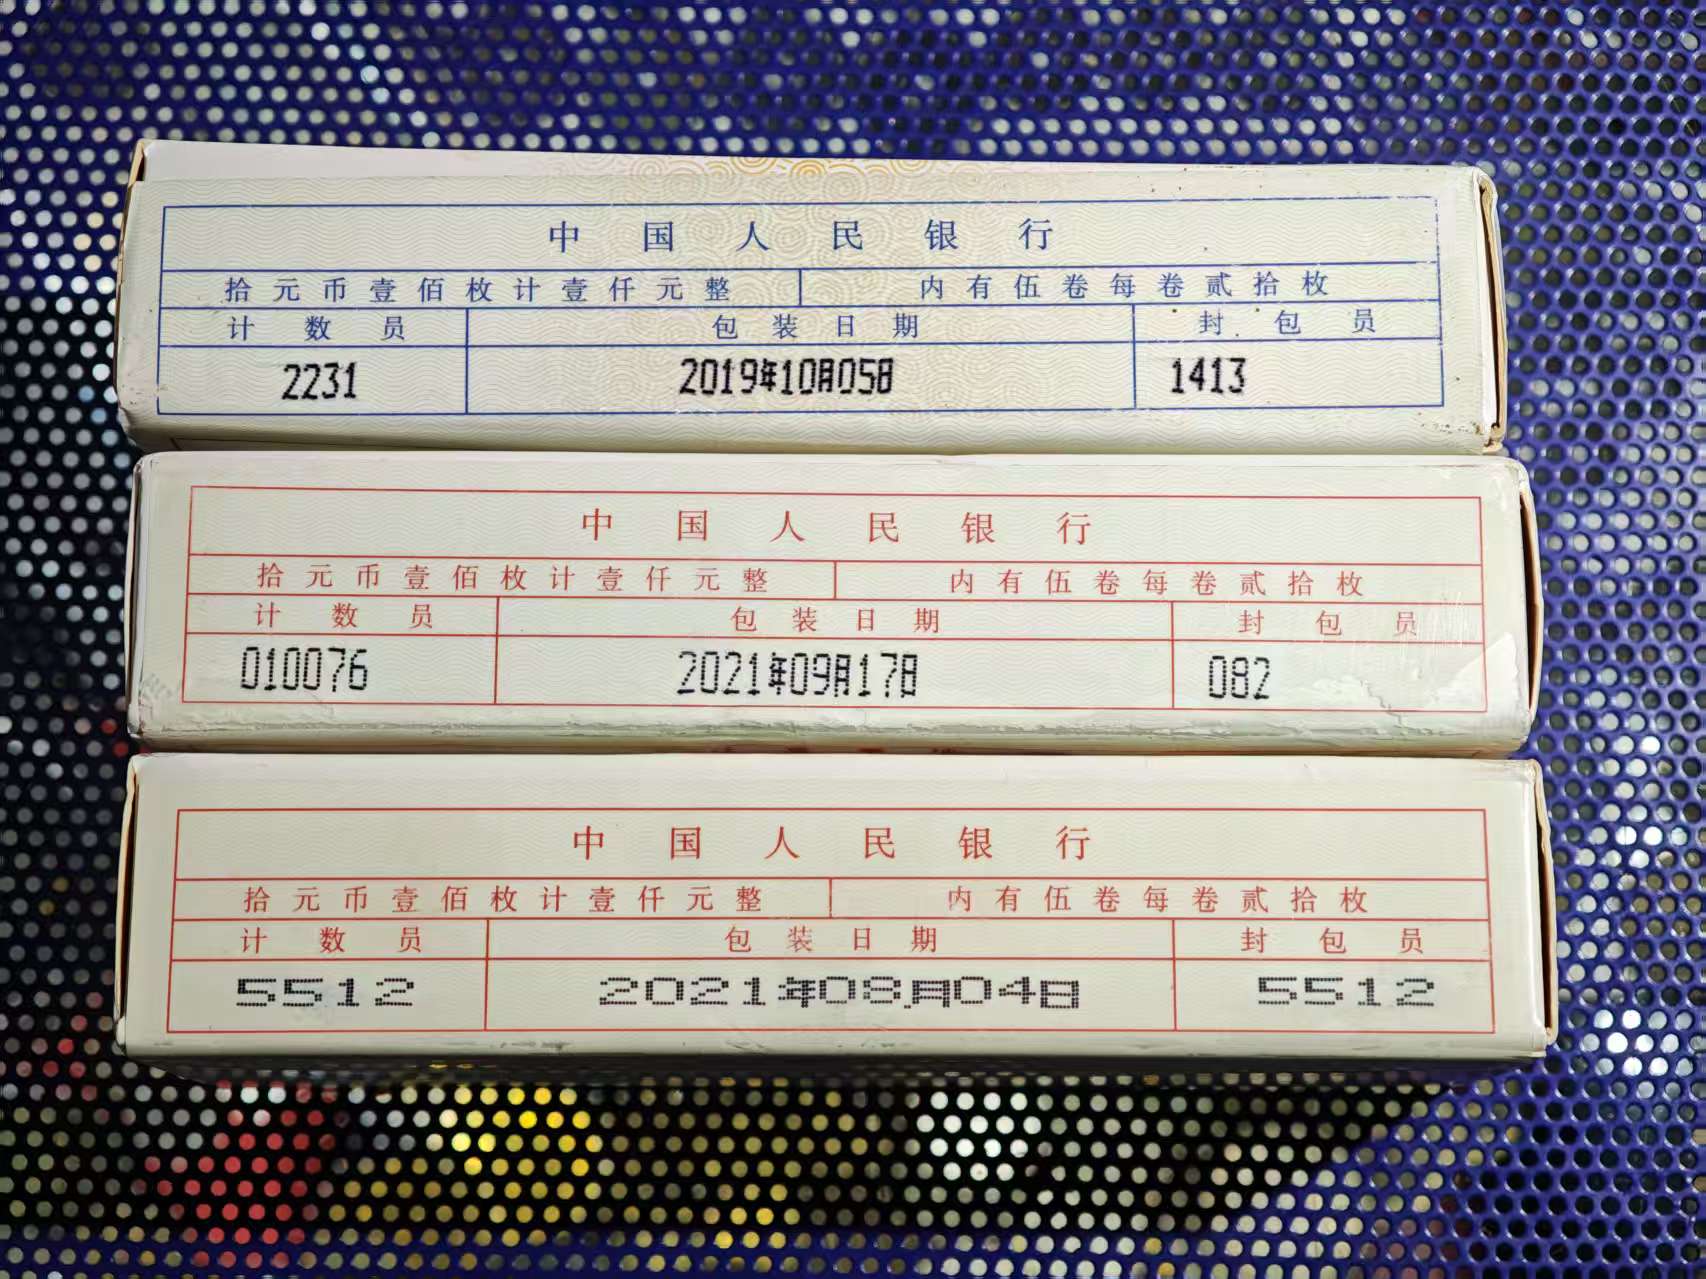 中国人民银行
拾元币壹佰枚计壹仟元整 内有伍卷每卷贰拾枚
计数员 包装日期 封包员
2231 2019年10月05日 1413
中国人民银行
拾元币壹佰枚计壹仟元整 内有伍卷每卷贰拾枚
计数员 包装日期 封包员
010076 2021年09月17日 082
中国人民银行
拾元币壹佰枚计壹仟元整 内有伍卷每卷贰拾枚
计数员 包装日期 封包员
5512 2021年08月04日 5512